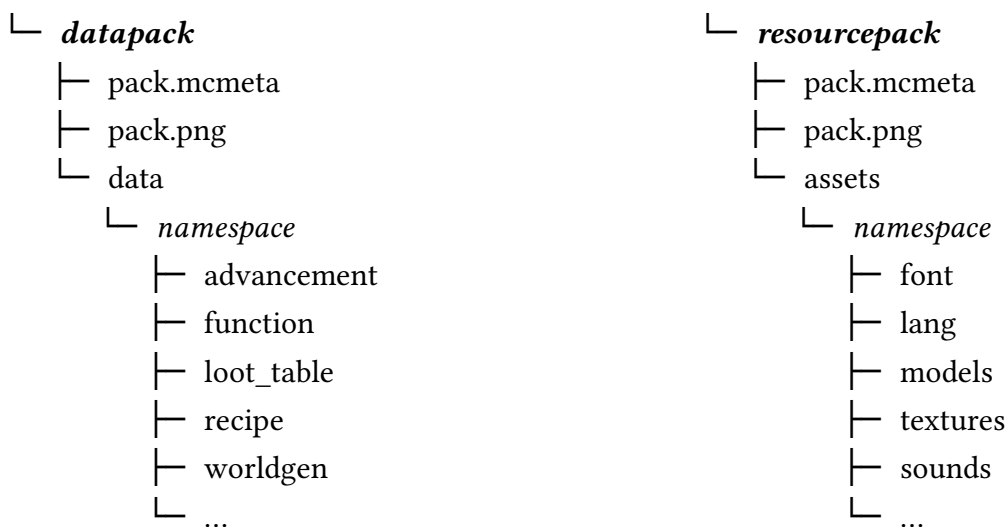 datapack
pack.mcmeta
pack.png
data
namespace
advancement
function
loot_table
recipe
worldgen
...
resourcepack
pack.mcmeta
pack.png
assets
namespace
font
lang
models
textures
sounds
...